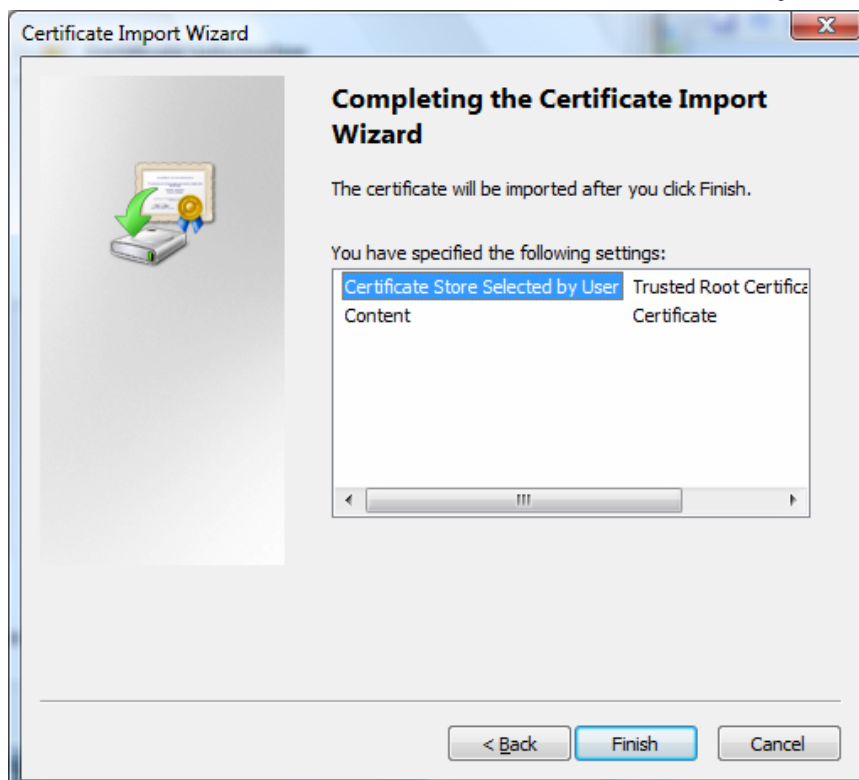 Certificate Import Wizard
Completing the Certificate Import
Wizard
The certificate will be imported after you click Finish.
You have specified the following settings:
Certificate Store Selected by User Trusted Root Certifica
Content Certificate
< Back Finish Cancel